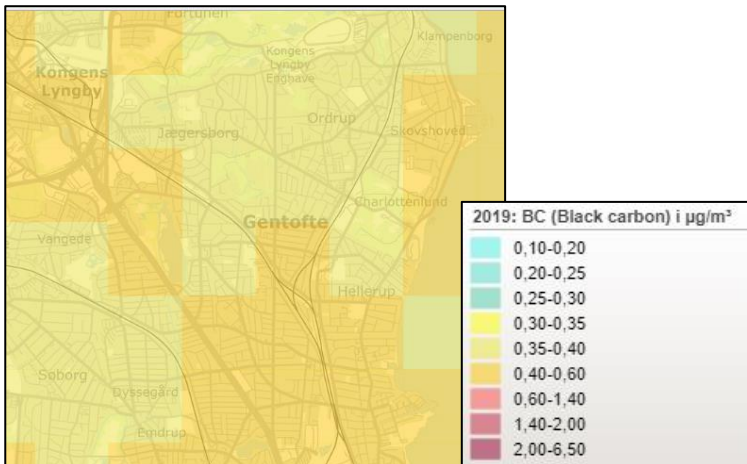 Fortunen
Klampenborg
Kongens
Lyngby
Enghave
Kongens
Lyngby
Ordrup
Jægersborg
Skovshoved
Charlottenlund
Gentofte
Vangede
Hellerup
Søborg
Dyssegård
Emdrup
2019: BC (Black carbon) i µg/m³
0,10-0,20
0,20-0,25
0,25-0,30
0,30-0,35
0,35-0,40
0,40-0,60
0,60-1,40
1,40-2,00
2,00-6,50